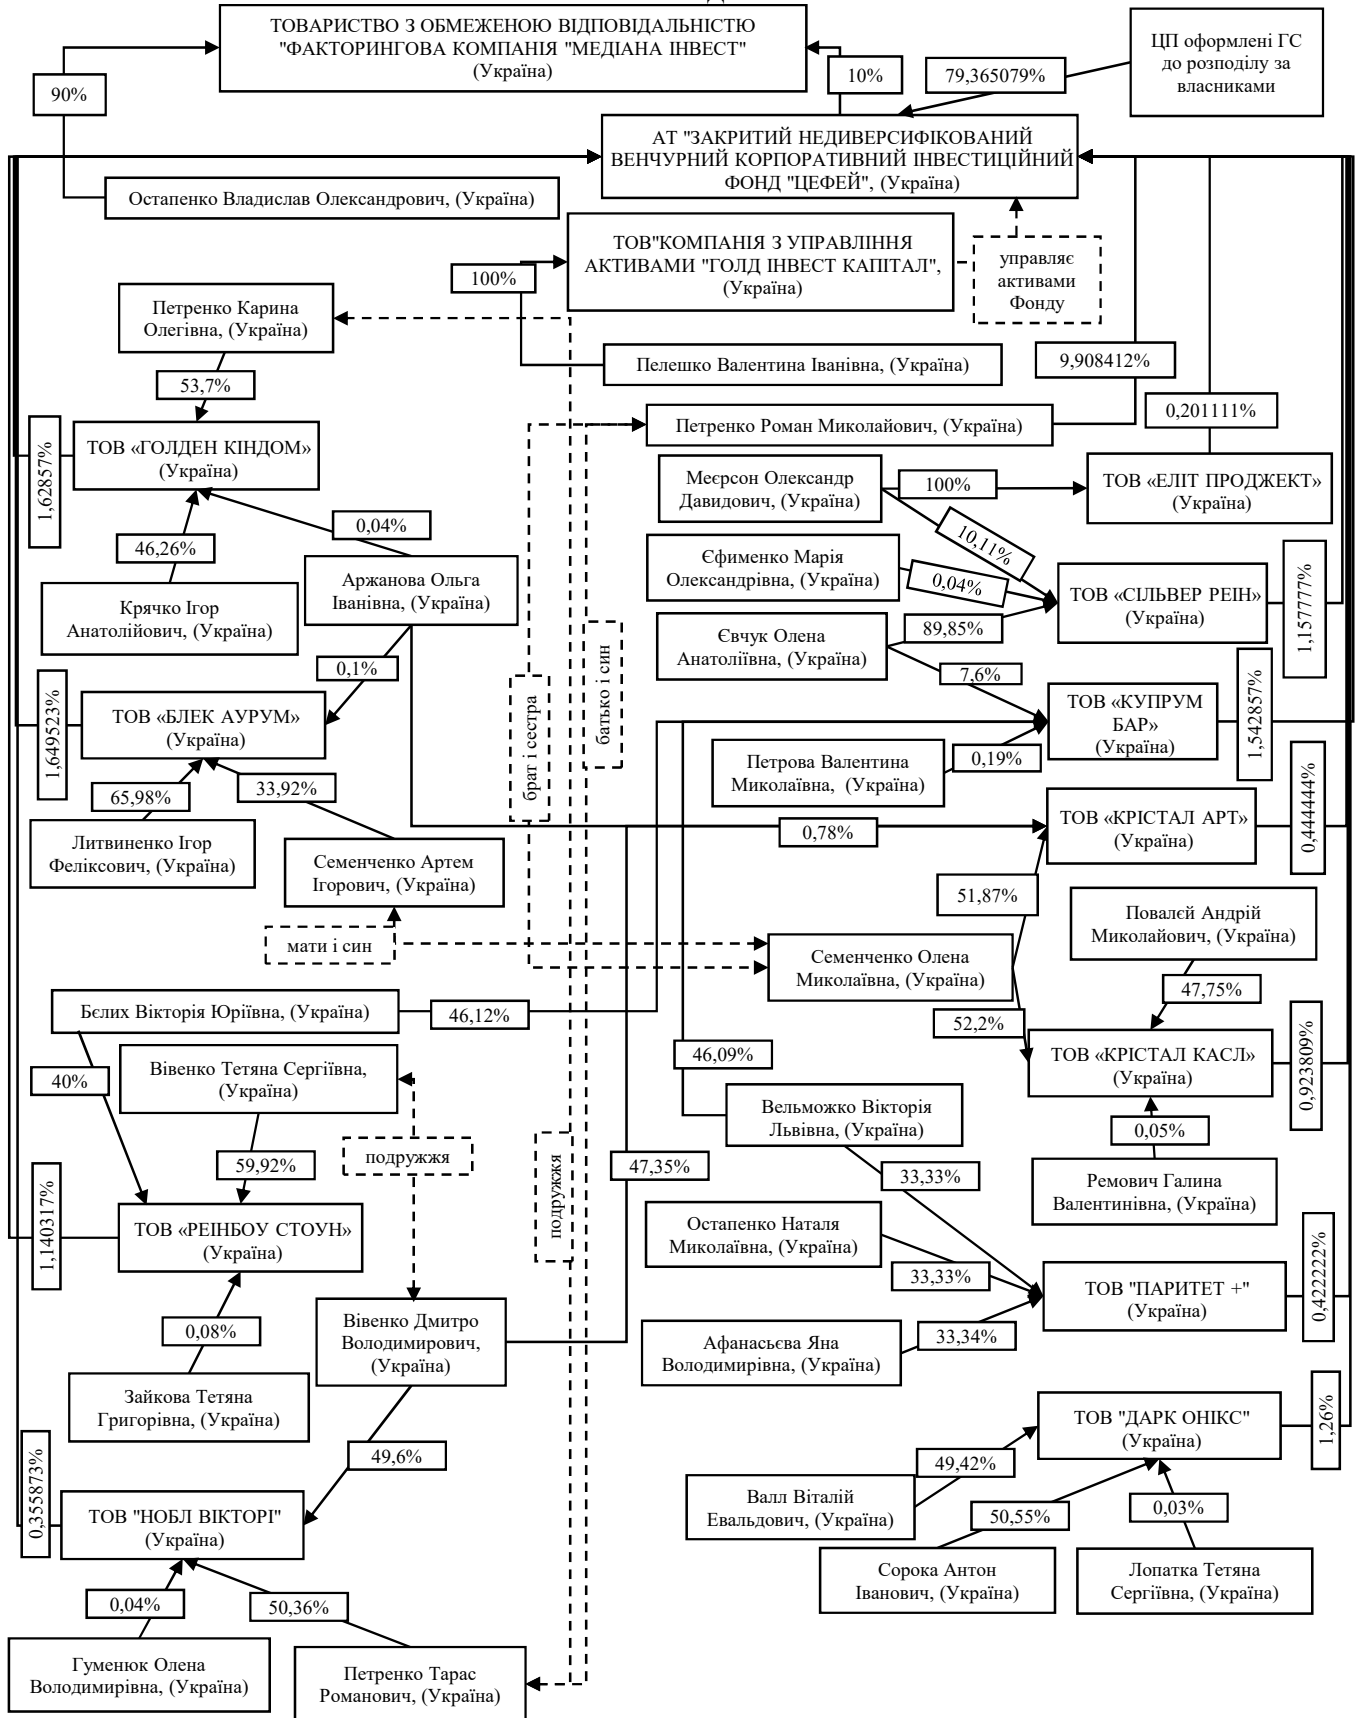 ТОВАРИСТВО З ОБМЕЖЕНОЮ ВІДПОВІДАЛЬНІСТЮ
"ФАКТОРИНГОВА КОМПАНІЯ "МЕДІАНА ІНВЕСТ"
(Україна)
ЦП оформлені ГС
до розподілу за
власниками
90%
10%
79,365079%
АТ "ЗАКРИТИЙ НЕДИВЕРСИФІКОВАНИЙ
ВЕНЧУРНИЙ КОРПОРАТИВНИЙ ІНВЕСТИЦІЙНИЙ
ФОНД "ЦЕФЕЙ", (Україна)
Остапенко Владислав Олександрович, (Україна)
ТОВ"КОМПАНІЯ З УПРАВЛІННЯ
АКТИВАМИ "ГОЛД ІНВЕСТ КАПІТАЛ",
(Україна)
управляє
активами
Фонду
100%
Петренко Карина
Олегівна, (Україна)
Пелешко Валентина Іванівна, (Україна)
9,908412%
53,7%
0,201111%
Петренко Роман Миколайович, (Україна)
ТОВ «ГОЛДЕН КІНДОМ»
(Україна)
1,62857%
Меєрсон Олександр
Давидович, (Україна)
100%
ТОВ «ЕЛІТ ПРОДЖЕКТ»
(Україна)
0,04%
46,26%
10,11%
Єфименко Марія
Олександрівна, (Україна)
0,04%
ТОВ «СІЛЬВЕР РЕІН»
(Україна)
1,157777%
Аржанова Ольга
Іванівна, (Україна)
Крячко Ігор
Анатолійович, (Україна)
89,85%
Євчук Олена
Анатоліївна, (Україна)
0,1%
7,6%
брат і сестра
батько і син
1,649523%
ТОВ «БЛЕК АУРУМ»
(Україна)
ТОВ «КУПРУМ
БАР»
(Україна)
1,542857%
Петрова Валентина
Миколаївна, (Україна)
0,19%
65,98%
33,92%
Литвиненко Ігор
Феліксович, (Україна)
0,78%
ТОВ «КРІСТАЛ АРТ»
(Україна)
0,444444%
Семенченко Артем
Ігорович, (Україна)
51,87%
Повалєй Андрій
Миколайович, (Україна)
мати і син
Семенченко Олена
Миколаївна, (Україна)
47,75%
Бєлих Вікторія Юріївна, (Україна)
46,12%
52,2%
46,09%
ТОВ «КРІСТАЛ КАСЛ»
(Україна)
0,923809%
40%
Вівенко Тетяна Сергіївна,
(Україна)
Вельможко Вікторія
Львівна, (Україна)
0,05%
подружжя
59,92%
47,35%
33,33%
Ремович Галина
Валентинівна, (Україна)
подружжя
1,140317%
ТОВ «РЕІНБОУ СТОУН»
(Україна)
Остапенко Наталя
Миколаївна, (Україна)
33,33%
ТОВ "ПАРИТЕТ +"
(Україна)
0,422222%
0,08%
Вівенко Дмитро
Володимирович,
(Україна)
33,34%
Афанасьєва Яна
Володимирівна, (Україна)
Зайкова Тетяна
Григорівна, (Україна)
ТОВ "ДАРК ОНІКС"
(Україна)
1,26%
49,6%
49,42%
0,355873%
ТОВ "НОБЛ ВІКТОРІ"
(Україна)
Валл Віталій
Евальдович, (Україна)
50,55%
0,03%
Сорока Антон
Іванович, (Україна)
Лопатка Тетяна
Сергіївна, (Україна)
0,04%
50,36%
Гуменюк Олена
Володимирівна, (Україна)
Петренко Тарас
Романович, (Україна)